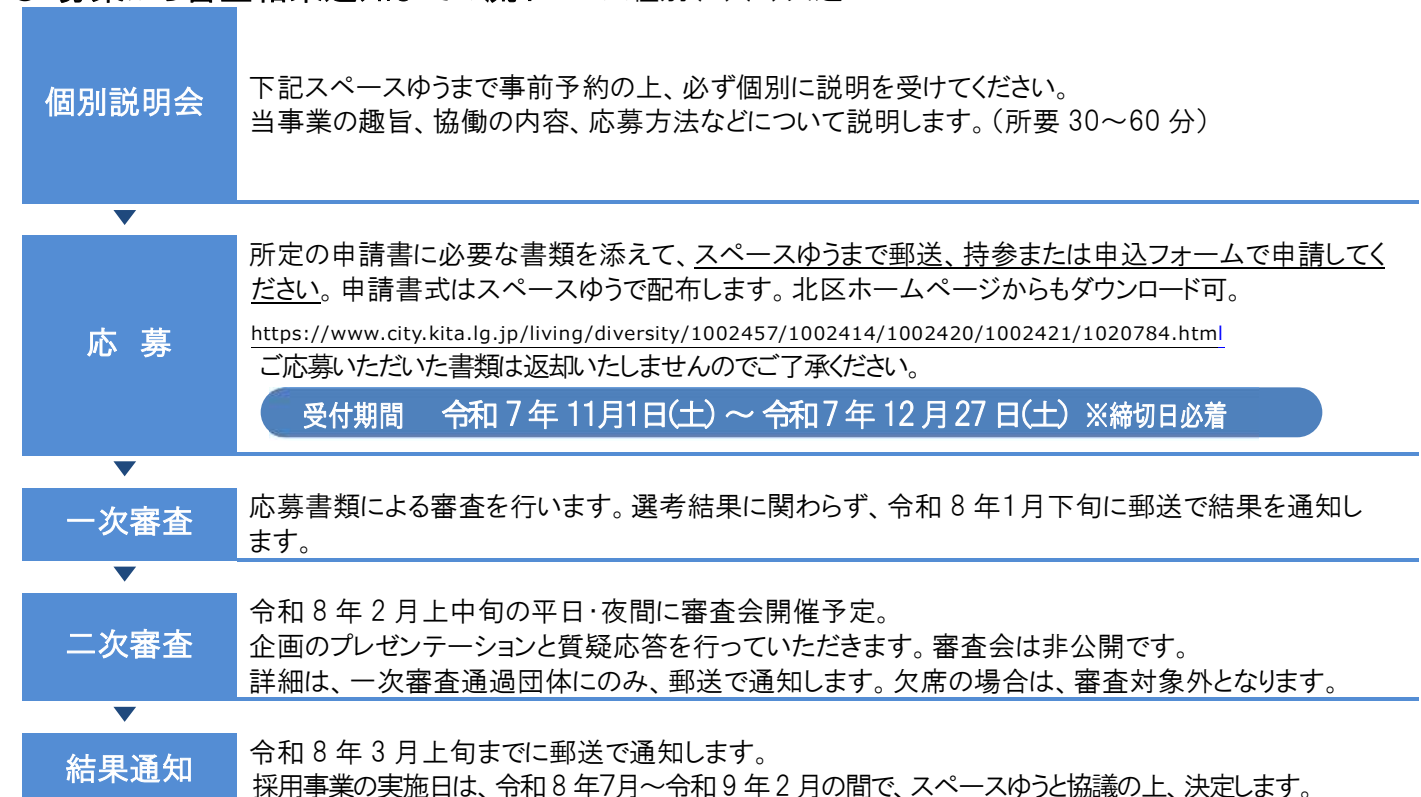 個別説明会
下記スペースゆうまで事前予約の上、必ず個別に説明を受けてください。
当事業の趣旨、協働の内容、応募方法などについて説明します。（所要 30～60 分）
応 募
所定の申請書に必要な書類を添えて、スペースゆうまで郵送、持参または申込フォームで申請してく
ださい。申請書式はスペースゆうで配布します。北区ホームページからもダウンロード可。
https://www.city.kita.lg.jp/living/diversity/1002457/1002414/1002420/1002421/1020784.html
ご応募いただいた書類は返却いたしませんのでご了承ください。
受付期間 令和 7 年 11月1日(土) ～ 令和 7 年 12 月 27 日(土) ※締切日必着
一次審査
応募書類による審査を行います。選考結果に関わらず、令和 8 年1月下旬に郵送で結果を通知し
ます。
二次審査
令和 8 年 2 月上中旬の平日・夜間に審査会開催予定。
企画のプレゼンテーションと質疑応答を行っていただきます。審査会は非公開です。
詳細は、一次審査通過団体にのみ、郵送で通知します。欠席の場合は、審査対象外となります。
結果通知
令和 8 年 3 月上旬までに郵送で通知します。
採用事業の実施日は、令和 8 年7月～令和 9 年 2 月の間で、スペースゆうと協議の上、決定します。